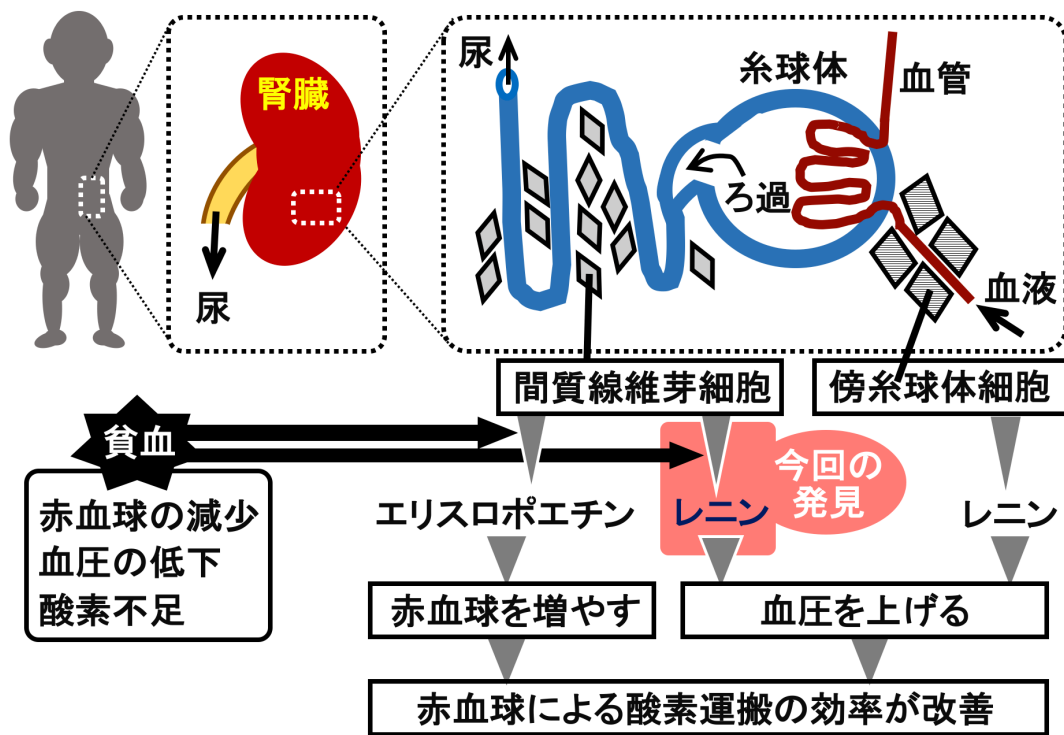 腎臓
尿
尿
糸球体
血管
ろ過
血液
間質線維芽細胞
傍糸球体細胞
貧血
赤血球の減少
血圧の低下
酸素不足
エリスロポエチン
レニン
今回の
発見
レニン
赤血球を増やす
血圧を上げる
赤血球による酸素運搬の効率が改善